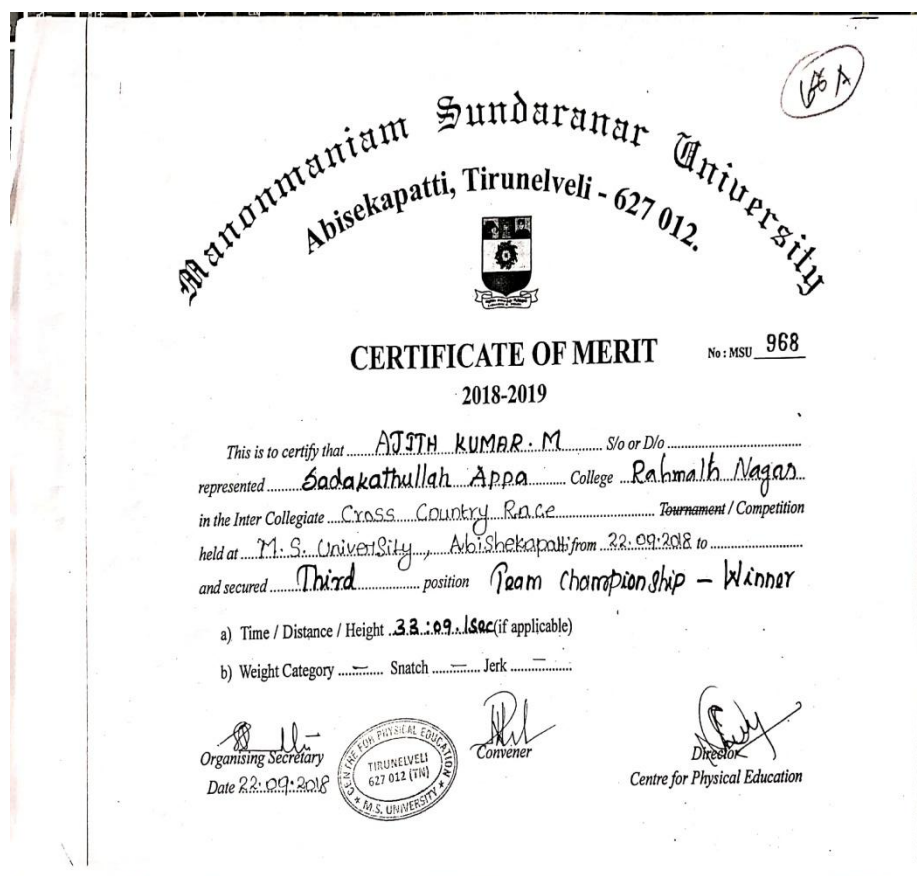 Manonmaniam Sundaranar University
Abisekapatti, Tirunelveli - 627 012.
CERTIFICATE OF MERIT
No : MSU 968
2018-2019
This is to certify that AJITH KUMAR. M S/o or D/o
represented Sadakathullah Appa College Rahmath Nagar
in the Inter Collegiate Cross Country Race Tournament / Competition
held at M. S. University, Abishekapatti from 22.09.2018 to
and secured Third position Team Championship - Winner
a) Time / Distance / Height 33:09.1sec (if applicable)
b) Weight Category — Snatch — Jerk —
Organising Secretary
Convener
Director
Date 22.09.2018
Centre for Physical Education
CENTRE FOR PHYSICAL EDUCATION
TIRUNELVELI
627 012 (TN)
M.S. UNIVERSITY